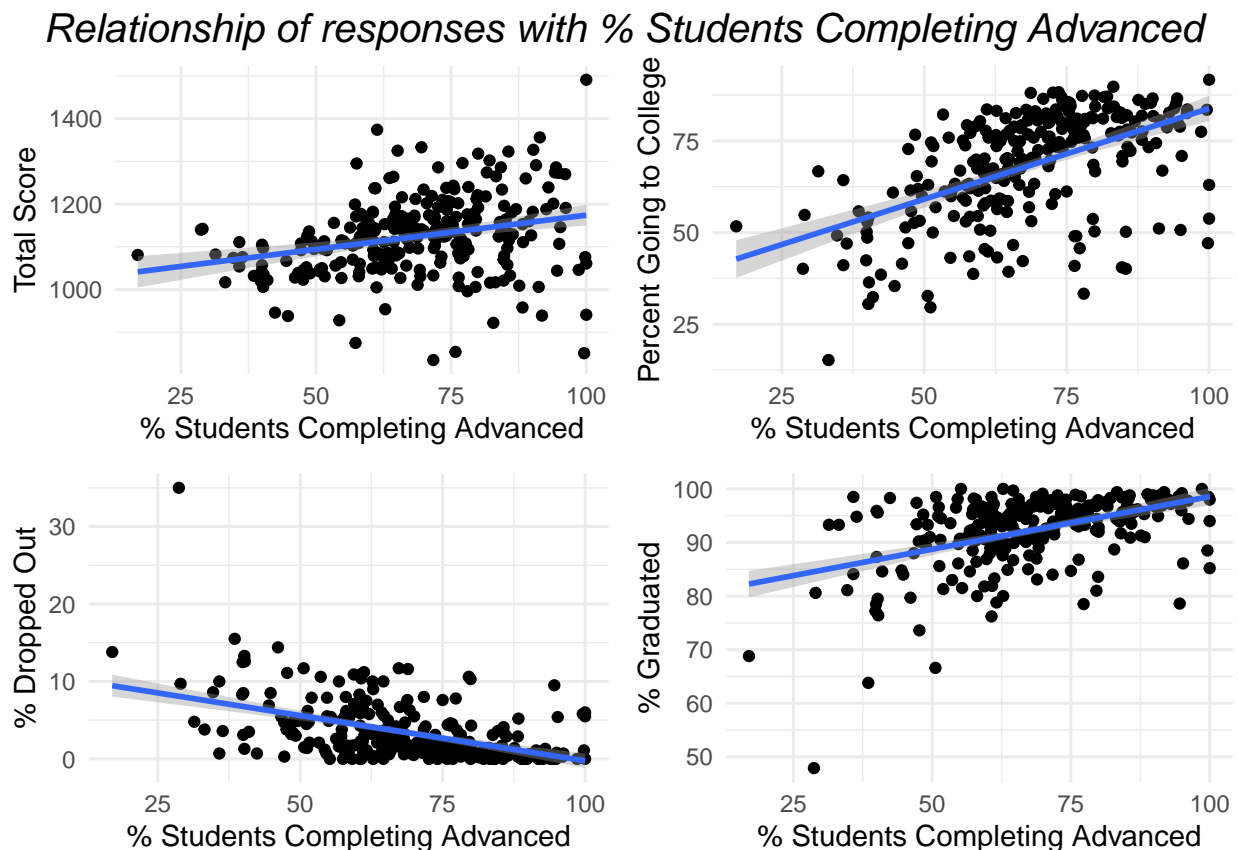 Relationship of responses with % Students Completing Advanced
Total Score
1400
1200
1000
25 50 75 100
% Students Completing Advanced
Percent Going to College
75
50
25
25 50 75 100
% Students Completing Advanced
% Dropped Out
30
20
10
0
25 50 75 100
% Students Completing Advanced
% Graduated
100
90
80
70
60
50
25 50 75 100
% Students Completing Advanced